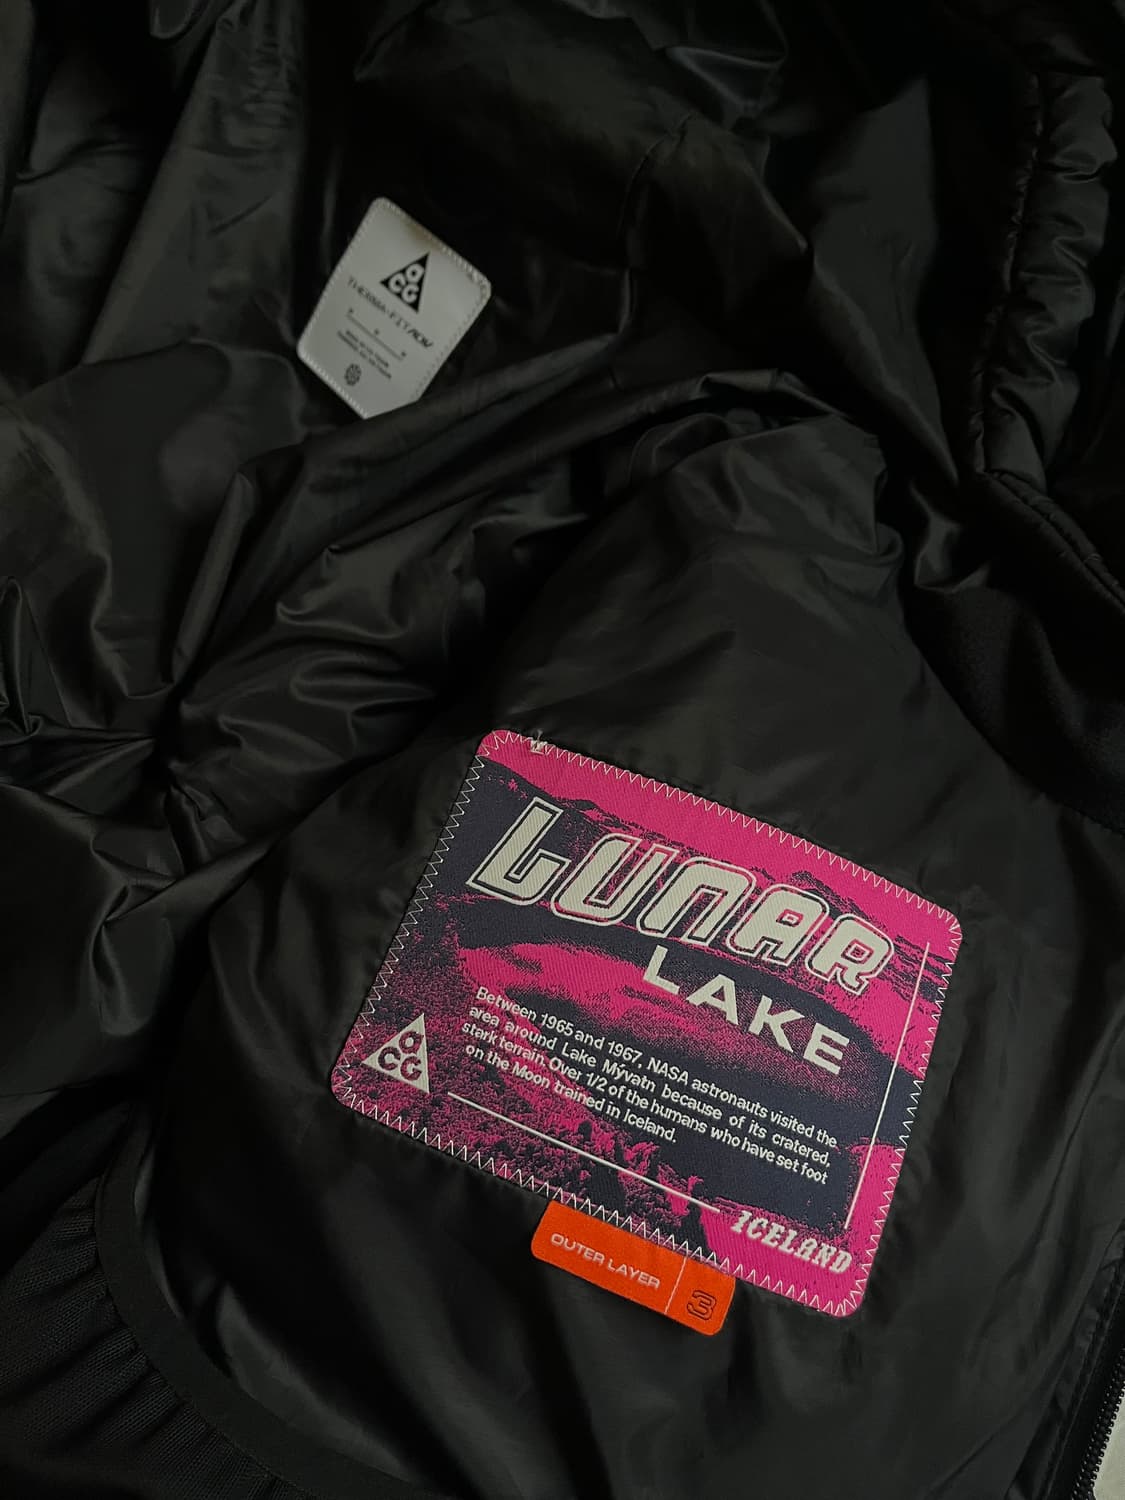 aCG
THERMA-FIT ADV
LUNAR
LAKE
Between 1965 and 1967, NASA astronauts visited the
area around Lake Mývatn because of its cratered,
stark terrain. Over 1/2 of the humans who have set foot
on the Moon trained in Iceland.
aCG
ICELAND
OUTER LAYER 3